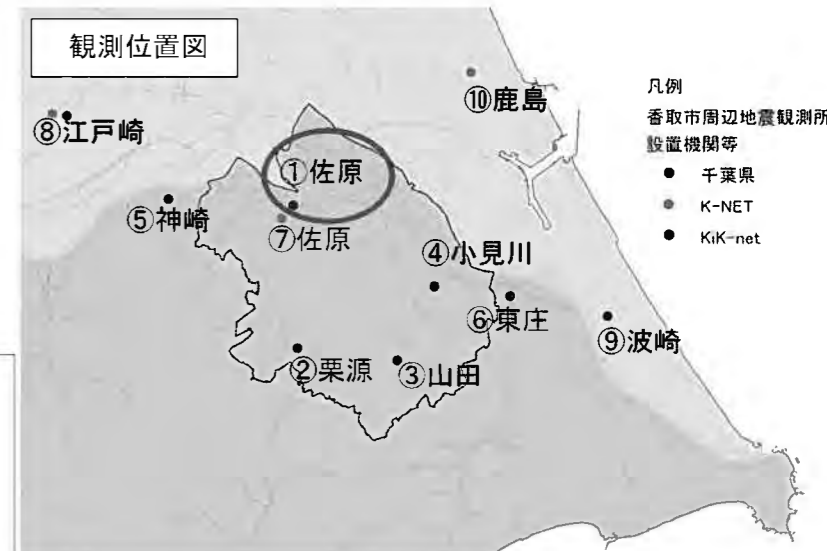 観測位置図
⑩鹿島
⑧江戸崎
①佐原
⑤神崎
⑦佐原
④小見川
⑥東庄
⑨波崎
②栗源
③山田
凡例
香取市周辺地震観測所
設置機関等
千葉県
K-NET
KiK-net